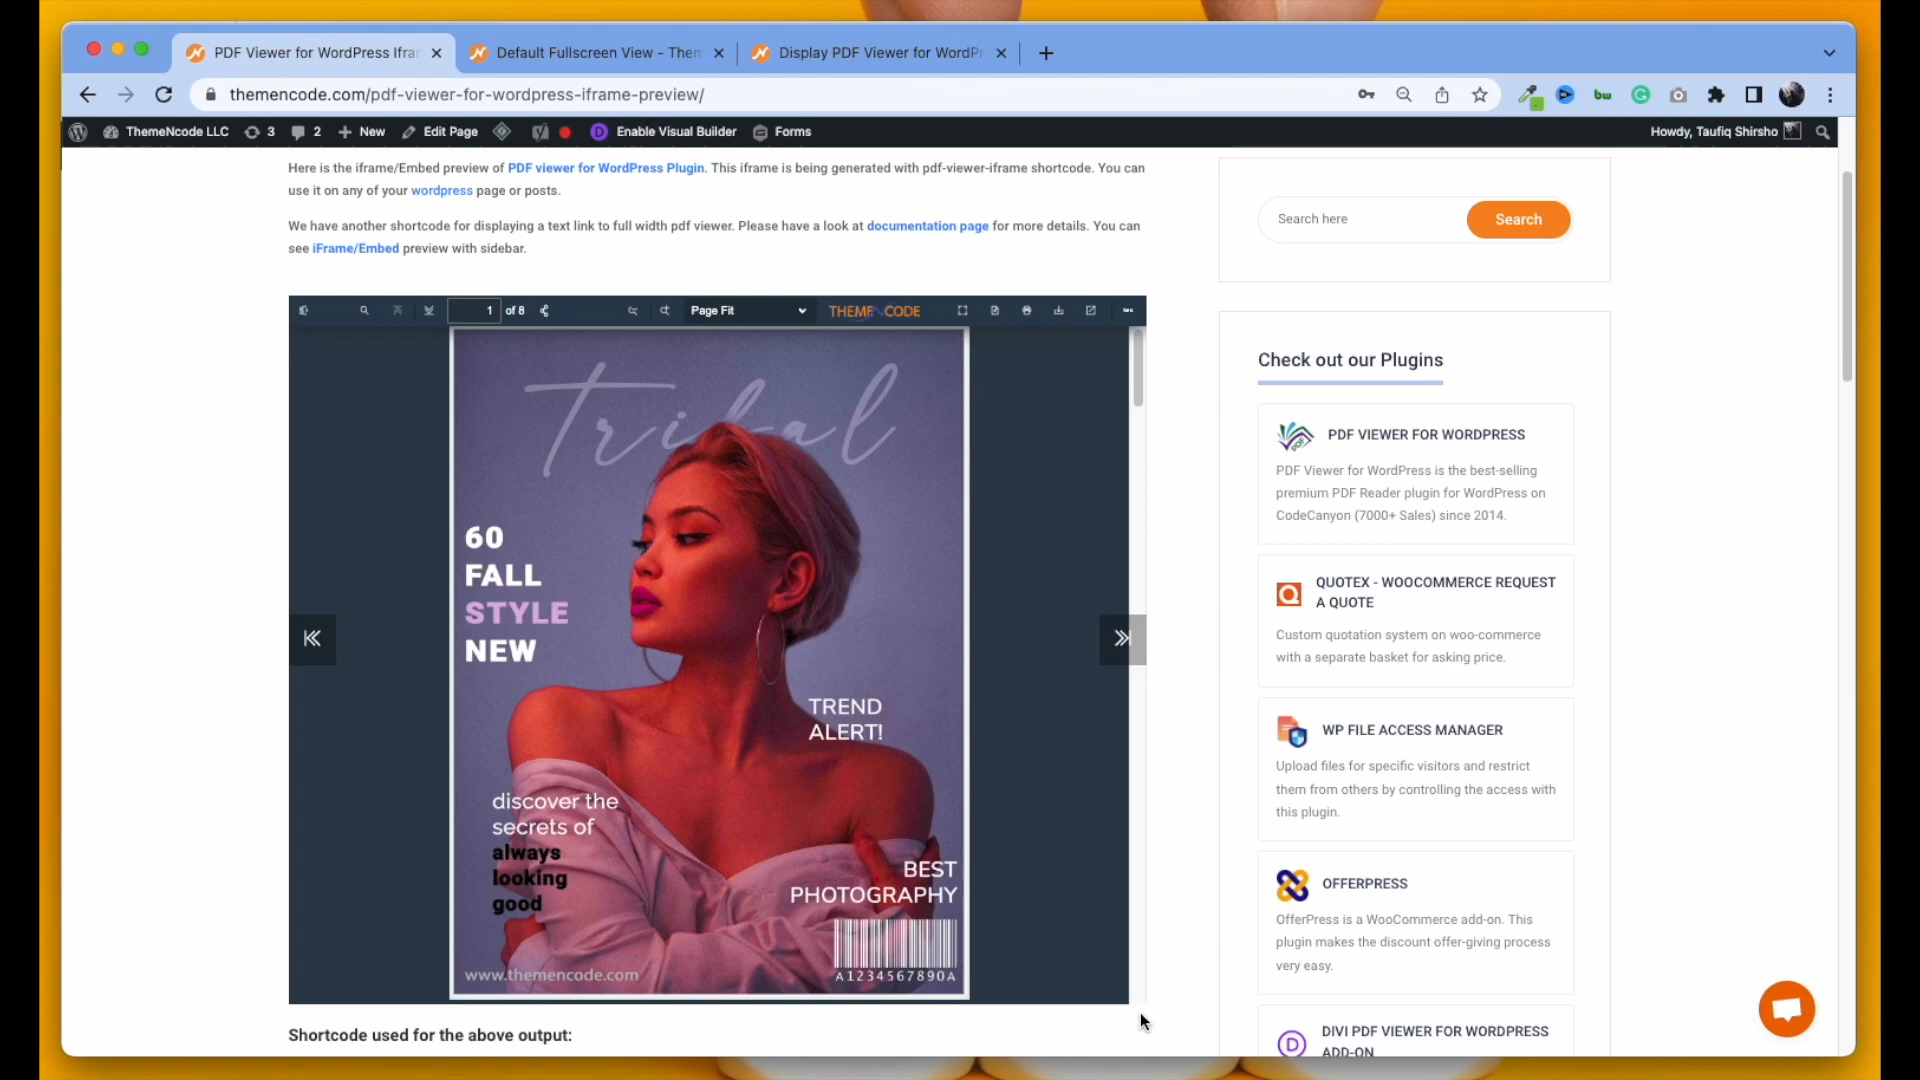 PDF Viewer for WordPress Ifra
Default Fullscreen View - Them
Display PDF Viewer for WordPr
themencode.com/pdf-viewer-for-wordpress-iframe-preview/
ThemeNcode LLC 3 2 New Edit Page Enable Visual Builder Forms
Howdy, Taufiq Shirsho
Here is the iframe/Embed preview of PDF viewer for WordPress Plugin. This iframe is being generated with pdf-viewer-iframe shortcode. You can
use it on any of your wordpress page or posts.
We have another shortcode for displaying a text link to full width pdf viewer. Please have a look at documentation page for more details. You can
see iFrame/Embed preview with sidebar.
1 of 8 Page Fit THEMENCODE
Tribal
60
FALL
STYLE
NEW
TREND
ALERT!
discover the
secrets of
always
looking
good
BEST
PHOTOGRAPHY
www.themencode.com
A1234567890A
Shortcode used for the above output:
Search here Search
Check out our Plugins
PDF VIEWER FOR WORDPRESS
PDF Viewer for WordPress is the best-selling
premium PDF Reader plugin for WordPress on
CodeCanyon (7000+ Sales) since 2014.
QUOTEX - WOOCOMMERCE REQUEST
A QUOTE
Custom quotation system on woo-commerce
with a separate basket for asking price.
WP FILE ACCESS MANAGER
Upload files for specific visitors and restrict
them from others by controlling the access with
this plugin.
OFFERPRESS
OfferPress is a WooCommerce add-on. This
plugin makes the discount offer-giving process
very easy.
DIVI PDF VIEWER FOR WORDPRESS
ADD-ON